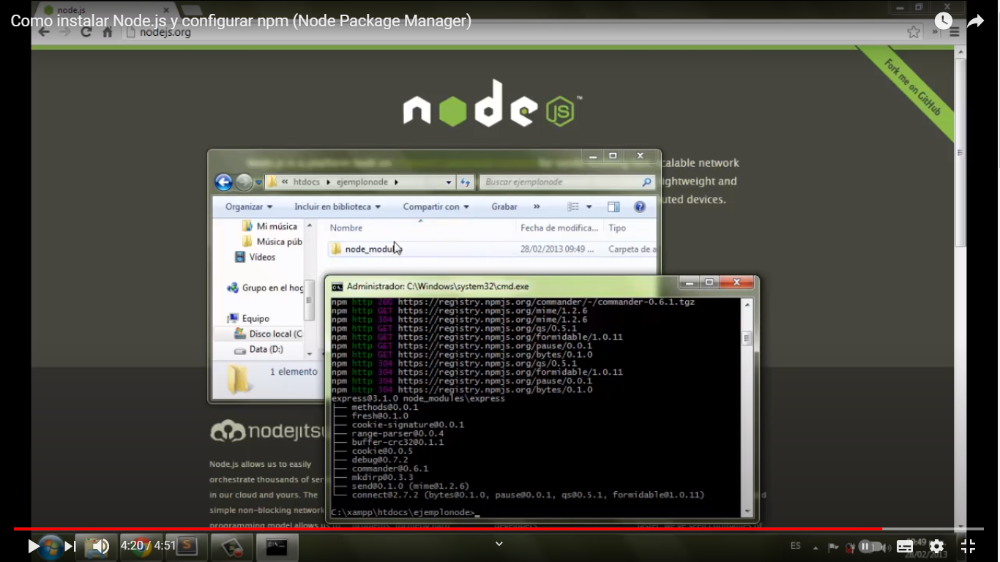 node.js
Como instalar Node.js y configurar npm (Node Package Manager)
nodejs.org
Fork me on GitHub
node JS ™
calable network
ightweight and
uted devices.
htdocs ejemplonode
Buscar ejemplonode
Organizar
Incluir en biblioteca
Compartir con
Grabar
Mi música
Música púb
Vídeos
Grupo en el hog
Equipo
Disco local (C
Data (D:)
Nombre
Fecha de modifica...
Tipo
28/02/2013 09:49 ...
Carpeta de a
1 elemento
Administrador: C:\Windows\system32\cmd.exe
npm http 200 https://registry.npmjs.org/commander/-/commander-0.6.1.tgz
npm http GET https://registry.npmjs.org/mime/1.2.6
npm http 304 https://registry.npmjs.org/mime/1.2.6
npm http GET https://registry.npmjs.org/qs/0.5.1
npm http GET https://registry.npmjs.org/formidable/1.0.11
npm http GET https://registry.npmjs.org/pause/0.0.1
npm http GET https://registry.npmjs.org/bytes/0.1.0
npm http 304 https://registry.npmjs.org/qs/0.5.1
npm http 304 https://registry.npmjs.org/formidable/1.0.11
npm http 304 https://registry.npmjs.org/pause/0.0.1
npm http 304 https://registry.npmjs.org/bytes/0.1.0
express@3.1.0 node_modules\express
├── methods@0.0.1
├── fresh@0.1.0
├── cookie-signature@0.0.1
├── range-parser@0.0.4
├── buffer-crc32@0.1.1
├── cookie@0.0.5
├── debug@0.7.2
├── commander@0.6.1
├── mkdirp@0.3.3
├── send@0.1.0 (mime@1.2.6)
└── connect@2.7.2 (bytes@0.1.0, pause@0.0.1, qs@0.5.1, formidable@1.0.11)
C:\xampp\htdocs\ejemplonode>_
nodejitsu
Node.js allows us to easily
orchestrate thousands of ser
in our cloud and yours. The
simple non-blocking network
programming model allows
4:20 / 4:51
ES
28/02/2013